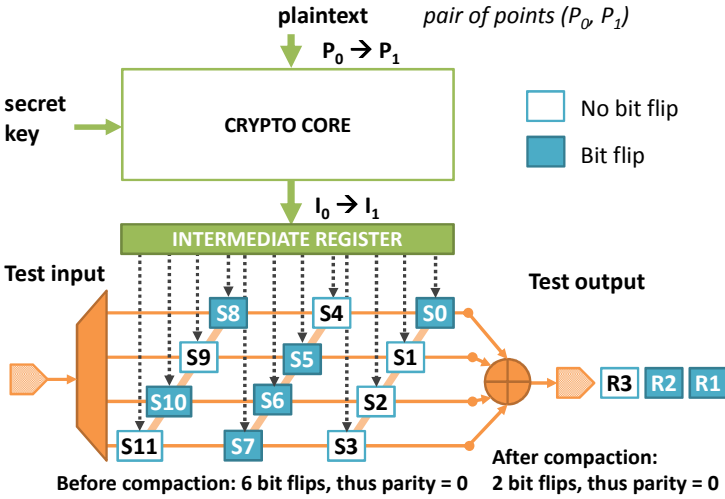 plaintext pair of points (P0, P1)
P0 → P1
secret
key
CRYPTO CORE
No bit flip
Bit flip
I0 → I1
INTERMEDIATE REGISTER
Test input
Test output
S8 S4 S0
S9 S5 S1
S10 S6 S2
S11 S7 S3
R3 R2 R1
Before compaction: 6 bit flips, thus parity = 0
After compaction:
2 bit flips, thus parity = 0